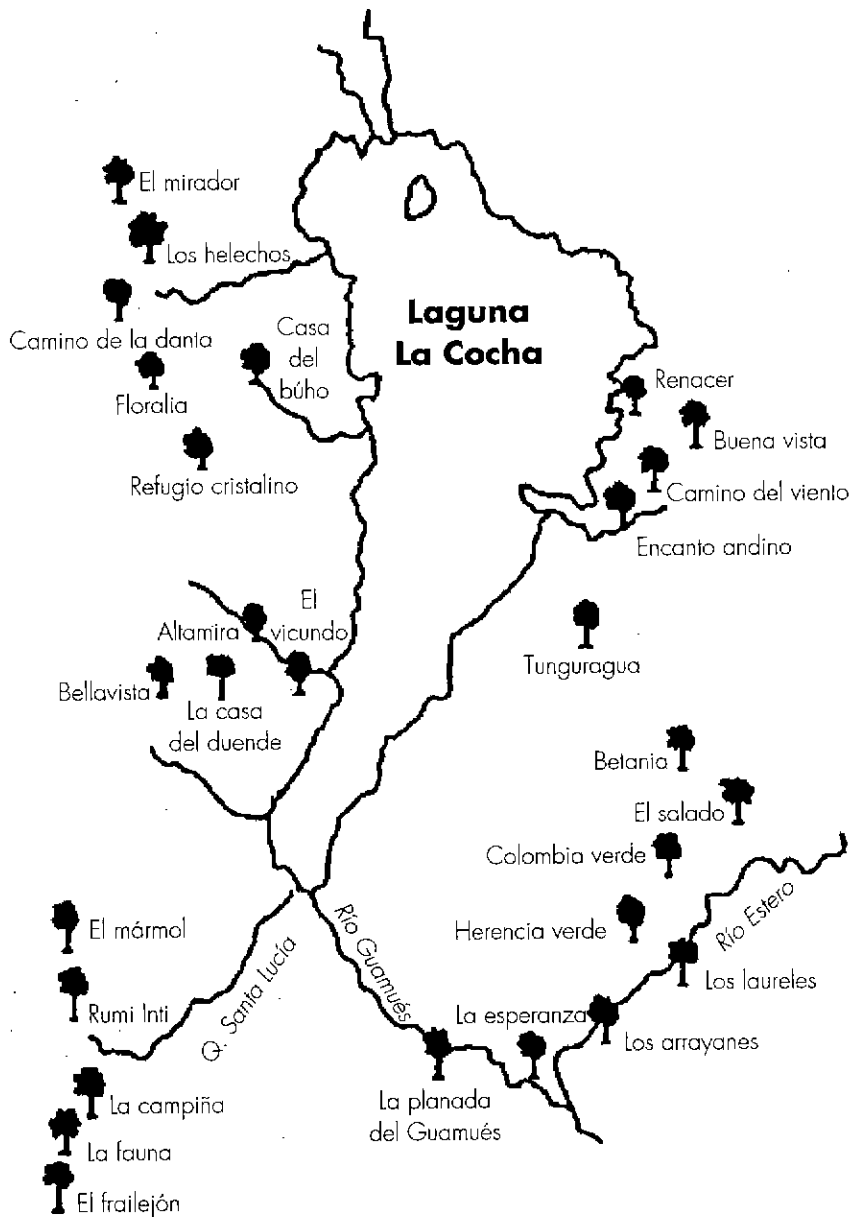 El mirador
Los helechos
Camino de la danta
Casa
del
búho
Floralia
Refugio cristalino
Laguna
La Cocha
Renacer
Buena vista
Camino del viento
Encanto andino
Tunguragua
Altamira
El
vicundo
Bellavista
La casa
del duende
Betania
El salado
Colombia verde
Herencia verde
Río Estero
Los laureles
Los arrayanes
La esperanza
La planada
del Guamués
Río Guamués
Q. Santa Lucía
El mármol
Rumi Inti
La campiña
La fauna
El frailejón